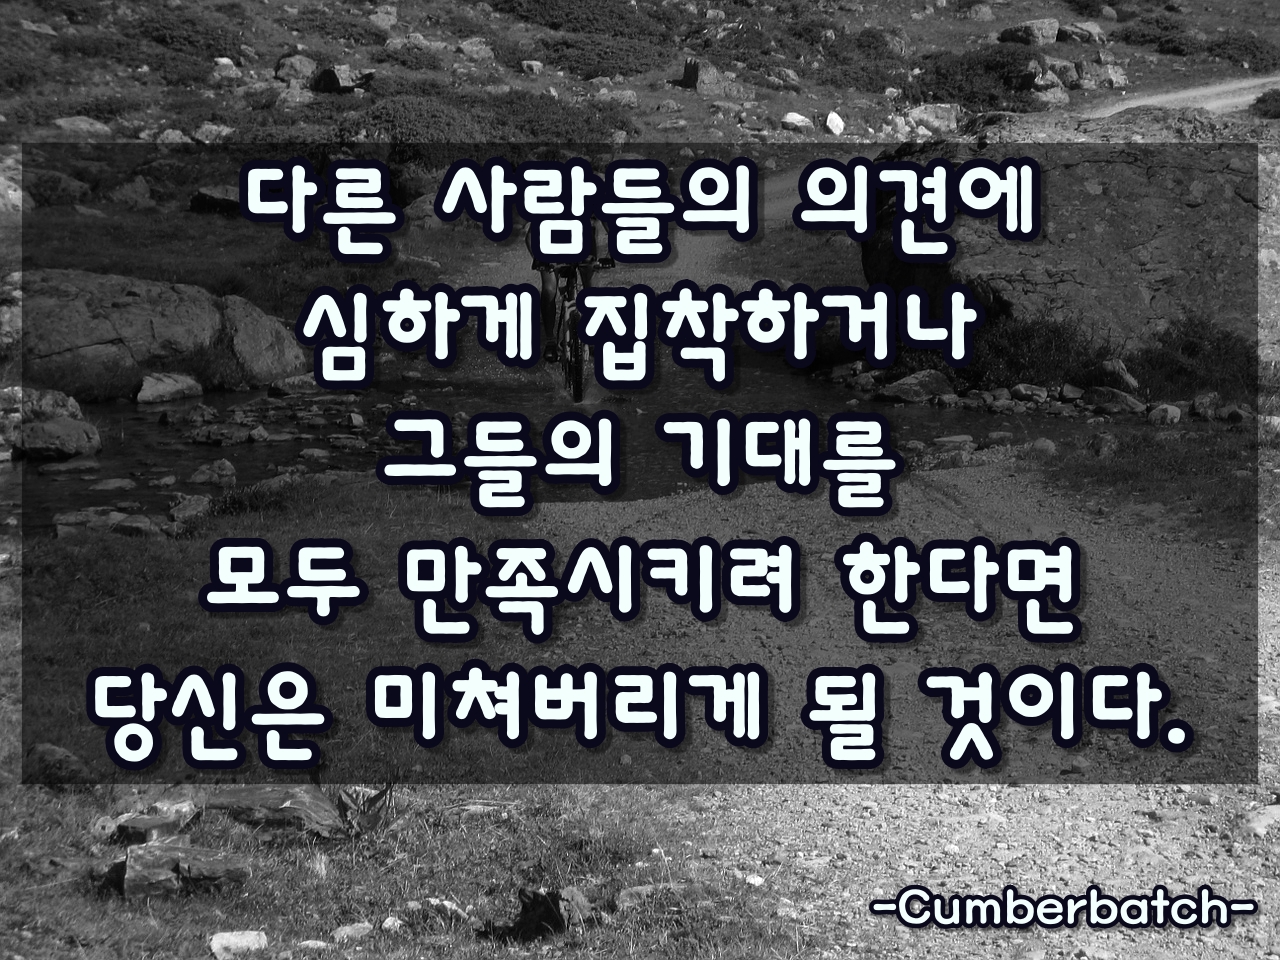 다른 사람들의 의견에
심하게 집착하거나
그들의 기대를
모두 만족시키려 한다면
당신은 미쳐버리게 될 것이다.
-Cumberbatch-